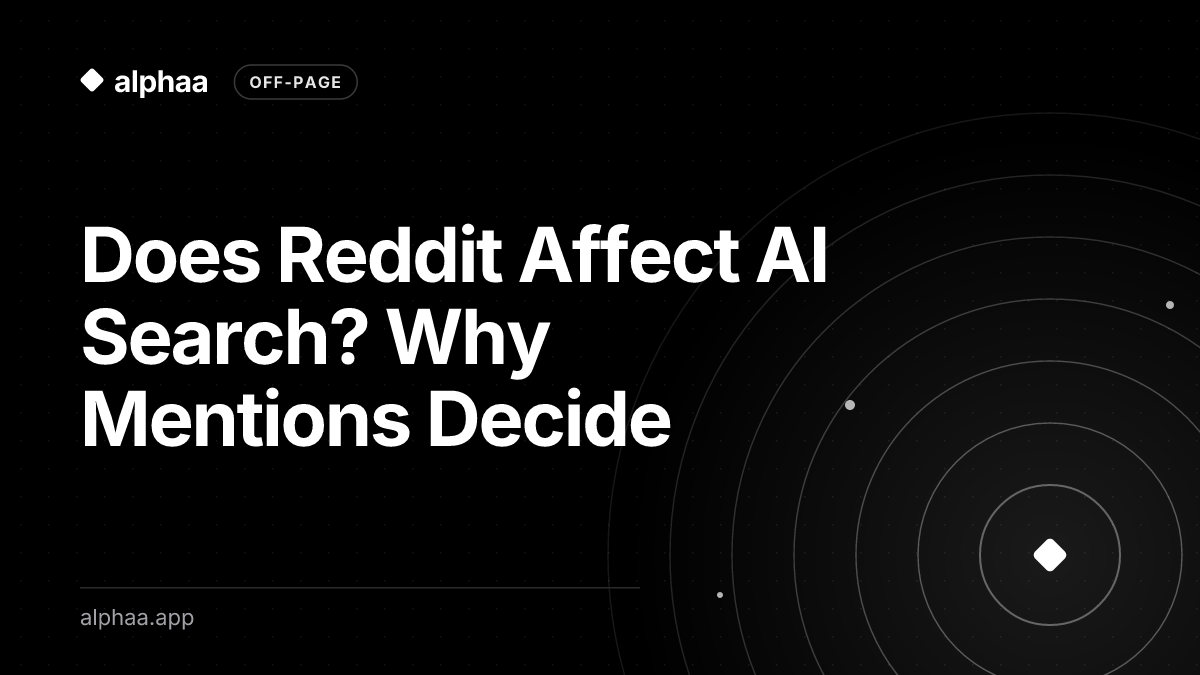 alphaa
OFF-PAGE
Does Reddit Affect AI
Search? Why
Mentions Decide
alphaa.app